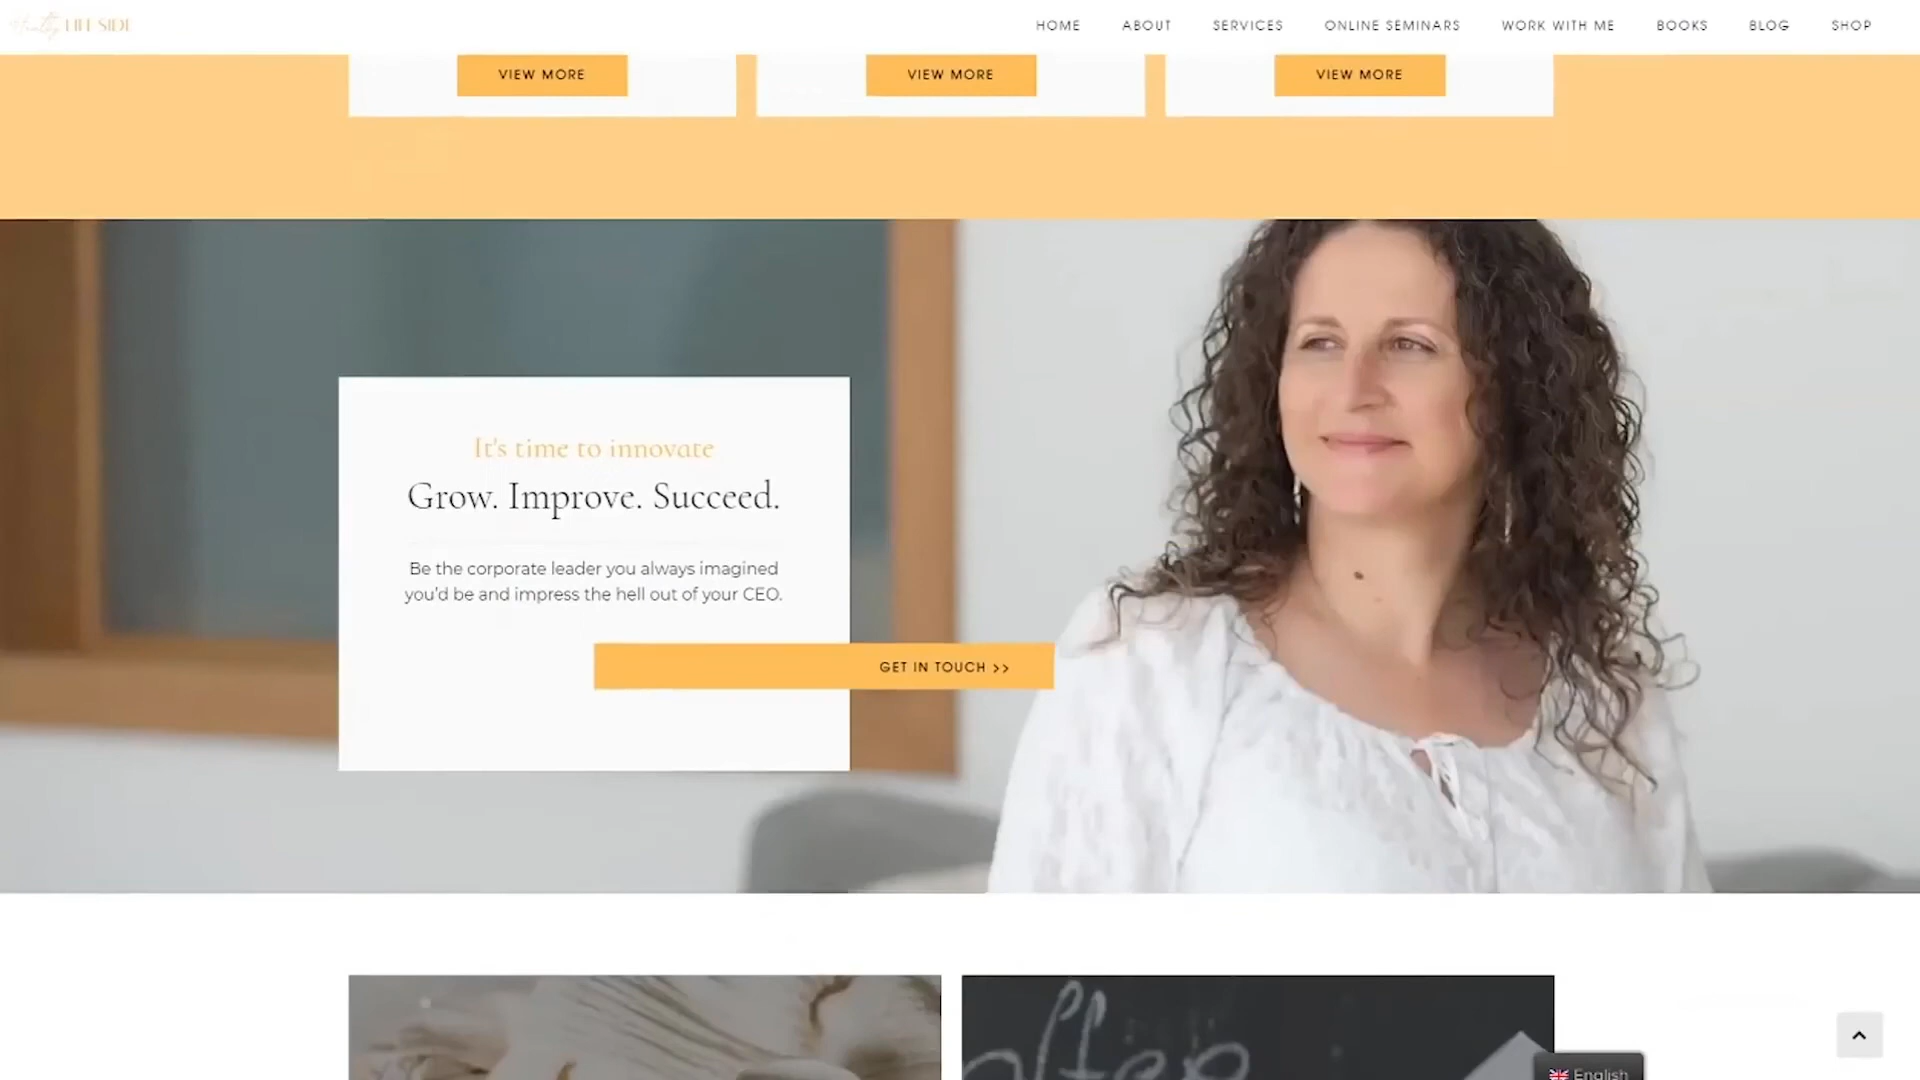 LIFE SIDE
HOME ABOUT SERVICES ONLINE SEMINARS WORK WITH ME BOOKS BLOG SHOP
VIEW MORE VIEW MORE VIEW MORE
It's time to innovate
Grow. Improve. Succeed.
Be the corporate leader you always imagined
you'd be and impress the hell out of your CEO.
GET IN TOUCH >>
English